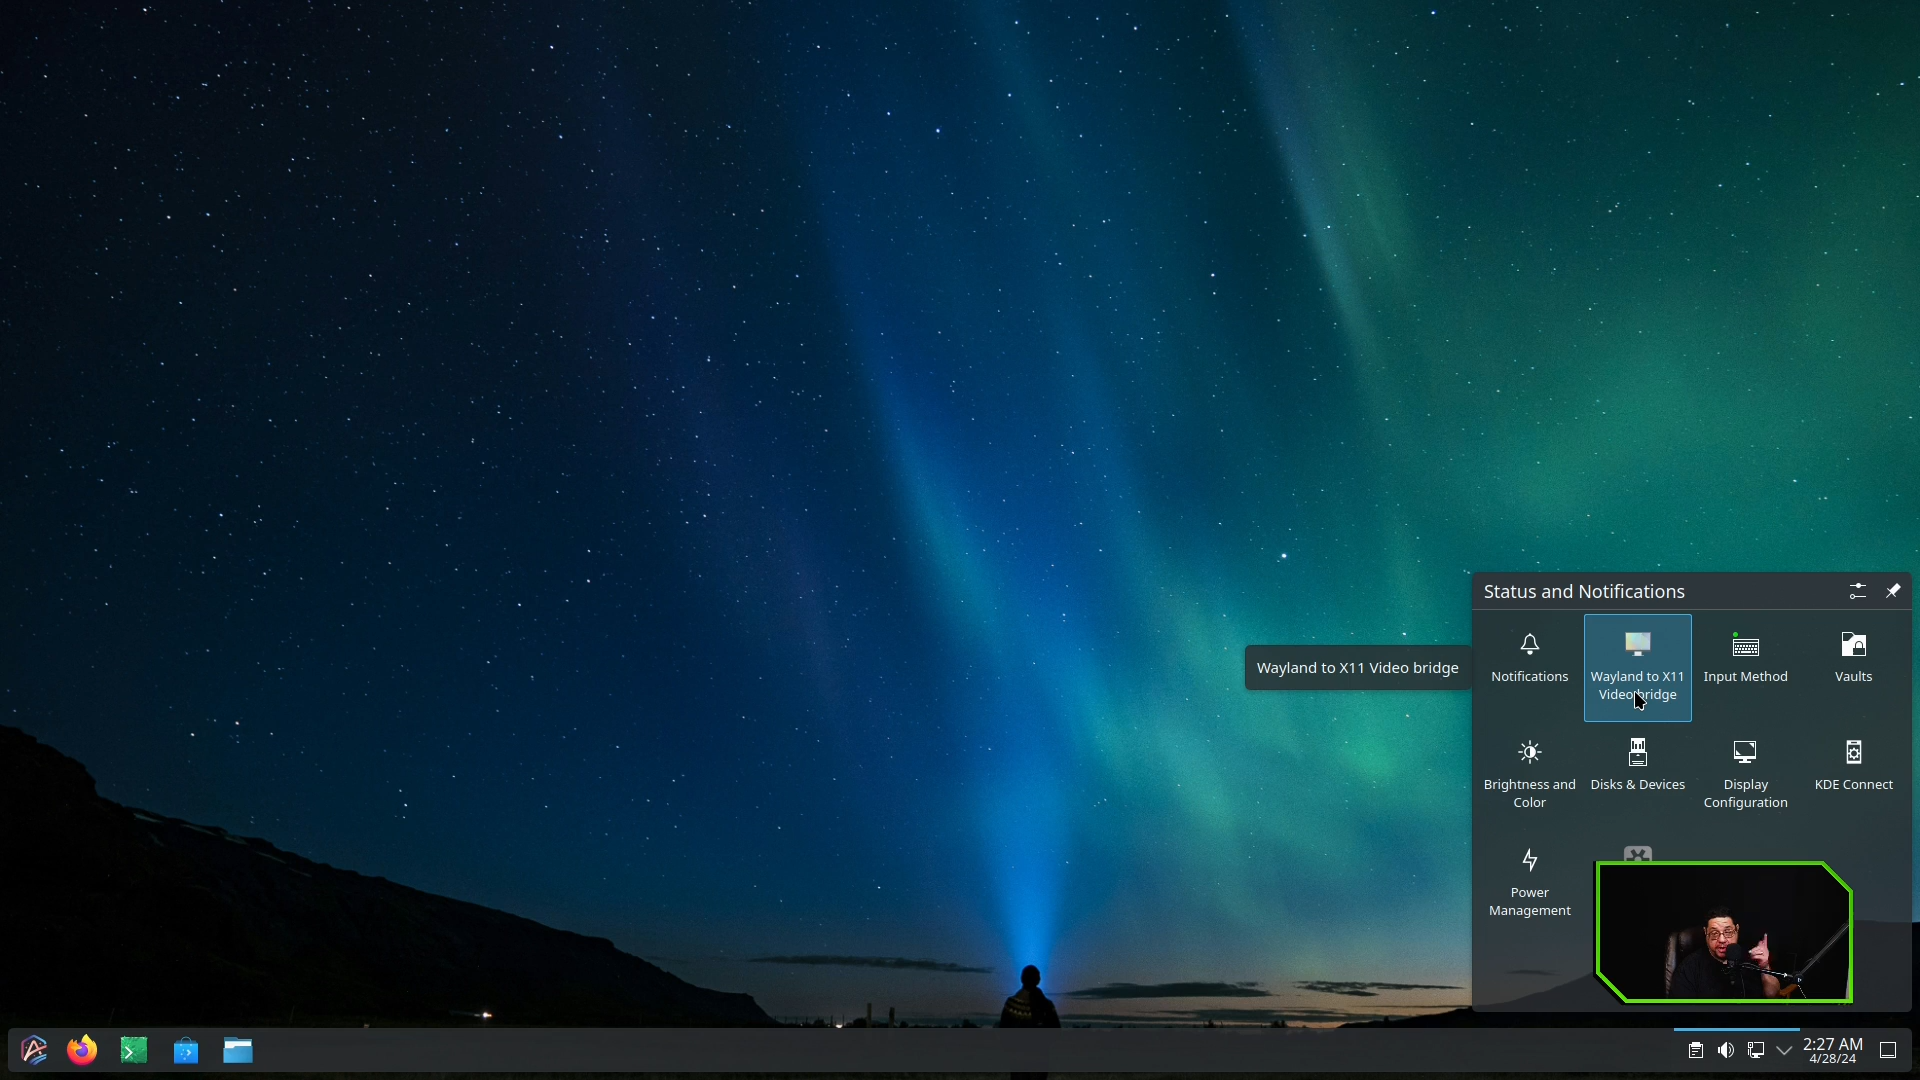 Status and Notifications
Wayland to X11 Video bridge
Notifications
Wayland to X11
Video bridge
Input Method
Vaults
Brightness and
Color
Disks & Devices
Display
Configuration
KDE Connect
Power
Management
2:27 AM
4/28/24